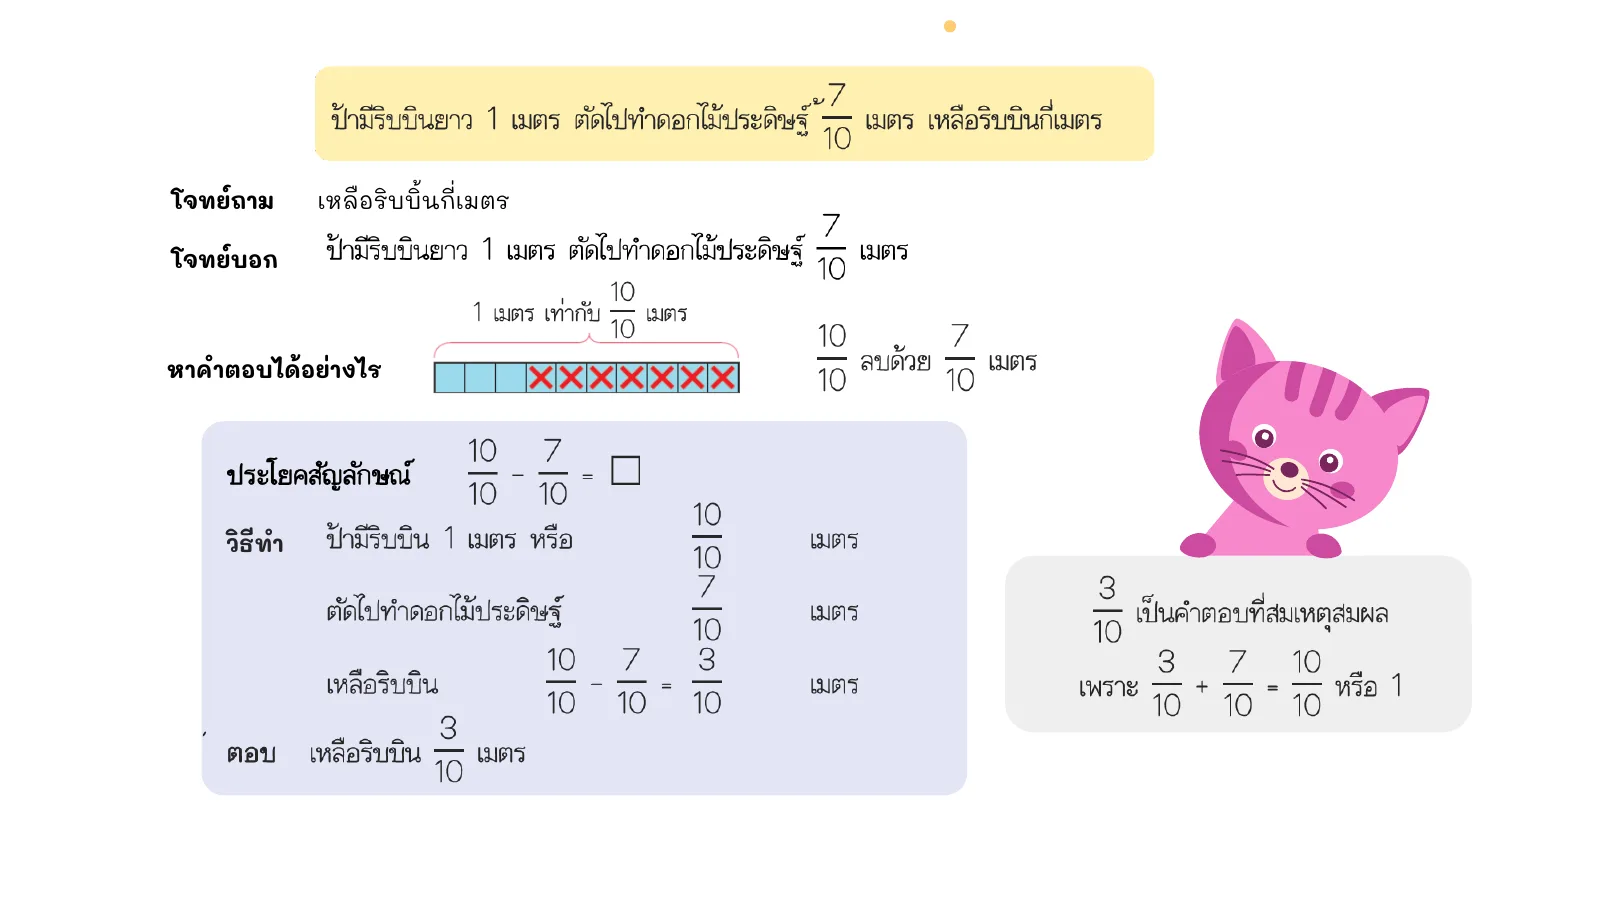 ป้ามีริบบินยาว 1 เมตร ตัดไปทำดอกไม้ประดิษฐ์ 7/10 เมตร เหลือริบบินกี่เมตร
โจทย์ถาม เหลือริบบิ้นกี่เมตร
โจทย์บอก ป้ามีริบบินยาว 1 เมตร ตัดไปทำดอกไม้ประดิษฐ์ 7/10 เมตร
1 เมตร เท่ากับ 10/10 เมตร
หาคำตอบได้อย่างไร 10/10 ลบด้วย 7/10 เมตร
ประโยคสัญลักษณ์ 10/10 - 7/10 = □
วิธีทำ ป้ามีริบบิน 1 เมตร หรือ 10/10 เมตร
ตัดไปทำดอกไม้ประดิษฐ์ 7/10 เมตร
เหลือริบบิน 10/10 - 7/10 = 3/10 เมตร
ตอบ เหลือริบบิน 3/10 เมตร
3/10 เป็นคำตอบที่สมเหตุสมผล
เพราะ 3/10 + 7/10 = 10/10 หรือ 1